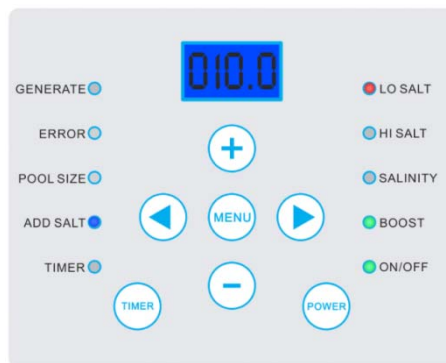 010.0
GENERATE
LO SALT
ERROR
HI SALT
POOL SIZE
SALINITY
ADD SALT
MENU
BOOST
TIMER
ON/OFF
TIMER
POWER